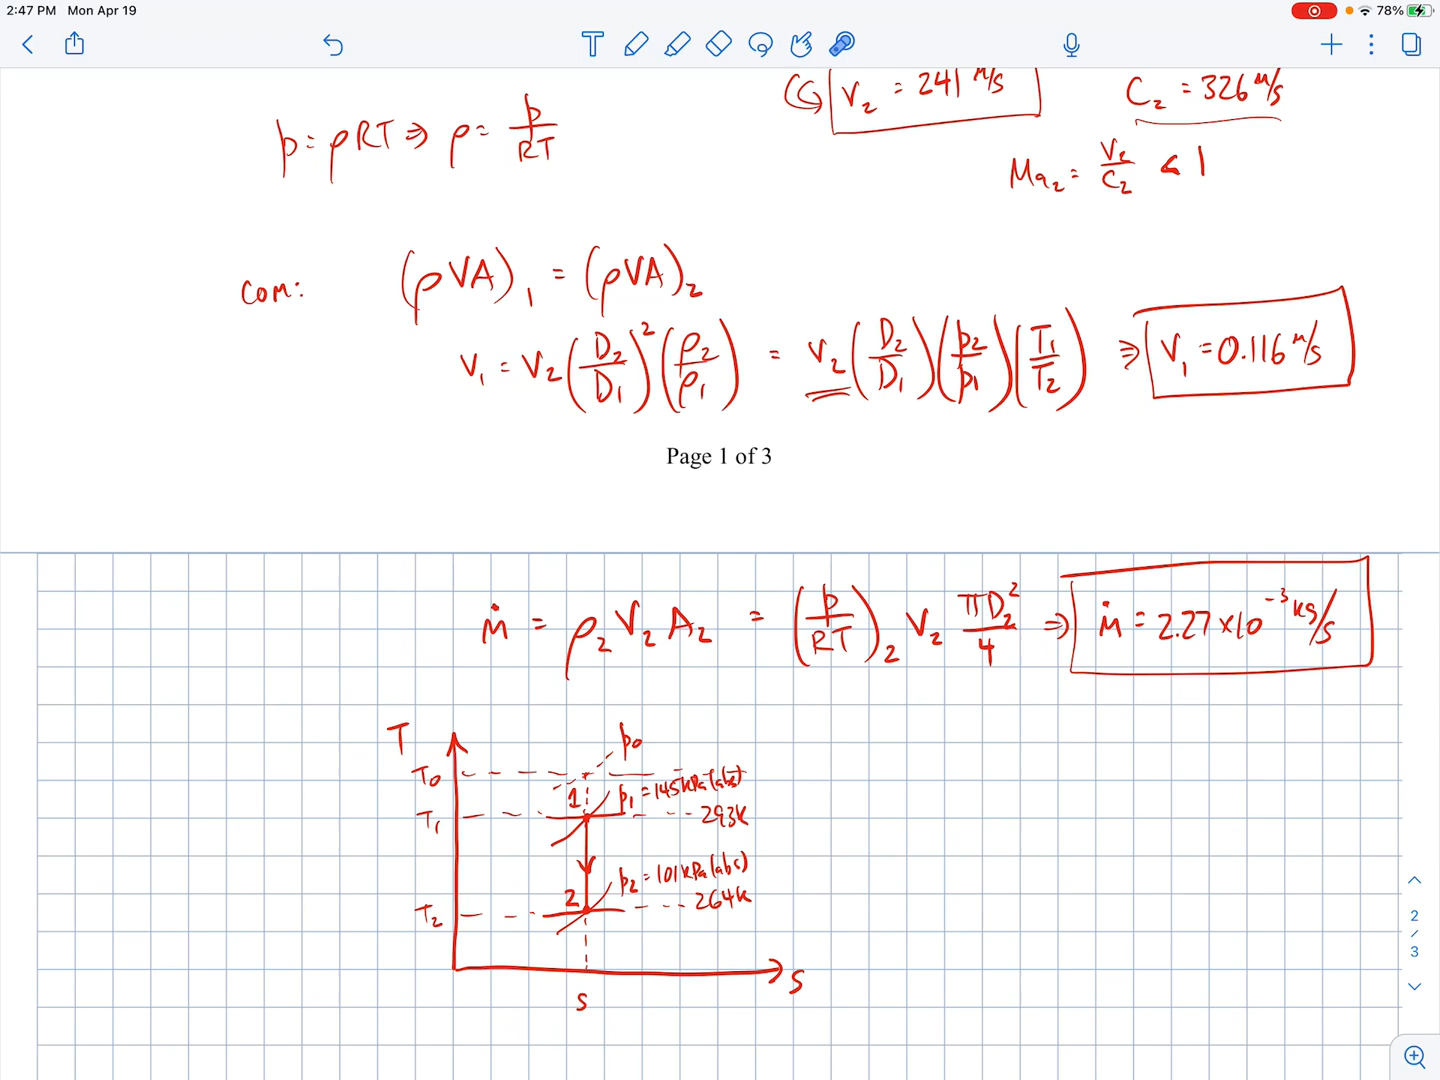 2:47 PM Mon Apr 19
78%
V₂ = 241 m/s
C₂ = 326 m/s
p = ρRT ⇒ ρ = p/RT
Ma₂ = V₂/C₂ < 1
COM: (ρVA)₁ = (ρVA)₂
V₁ = V₂ (D₂/D₁)² (ρ₂/ρ₁) = V₂ (D₂/D₁) (p₂/p₁) (T₁/T₂) ⇒ V₁ = 0.116 m/s
Page 1 of 3
ṁ = ρ₂ V₂ A₂ = (p/RT)₂ V₂ πD₂²/4 ⇒ ṁ = 2.27 × 10⁻³ kg/s
T
p₀
T₀
1 p₁ = 145 kPa (abs)
T₁ 293K
p₂ = 101 kPa (abs)
2 264K
T₂
S
s
2
/
3